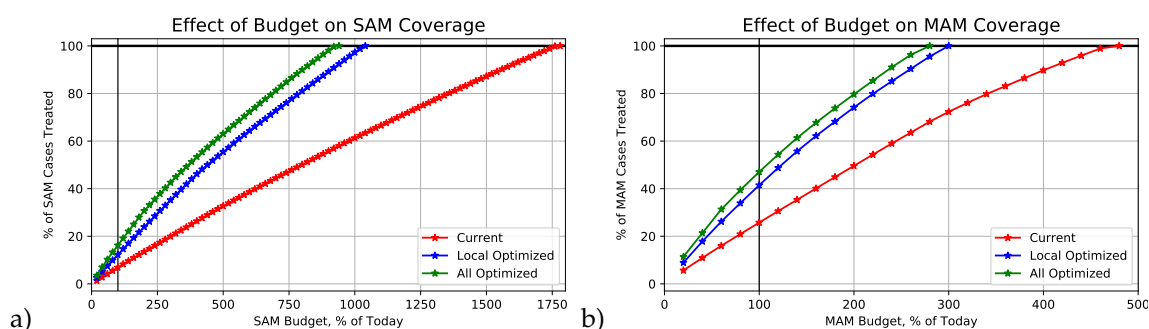 Effect of Budget on SAM Coverage
100
80
60
40
20
0
% of SAM Cases Treated
Current
Local Optimized
All Optimized
0 250 500 750 1000 1250 1500 1750
SAM Budget, % of Today
a)
Effect of Budget on MAM Coverage
100
80
60
40
20
0
% of MAM Cases Treated
Current
Local Optimized
All Optimized
0 100 200 300 400 500
MAM Budget, % of Today
b)